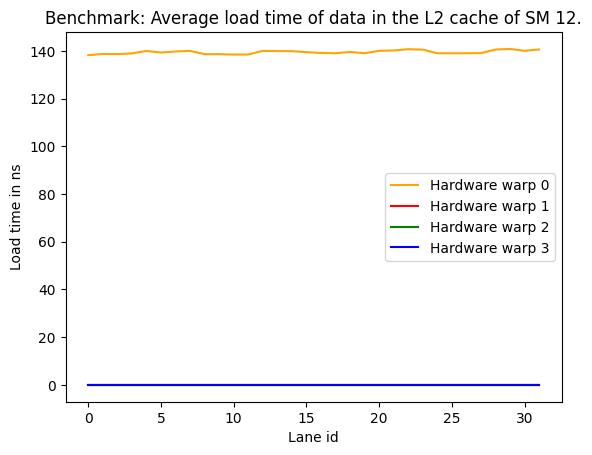 Benchmark: Average load time of data in the L2 cache of SM 12.
140
120
100
80
60
40
20
0
Load time in ns
Hardware warp 0
Hardware warp 1
Hardware warp 2
Hardware warp 3
0 5 10 15 20 25 30
Lane id